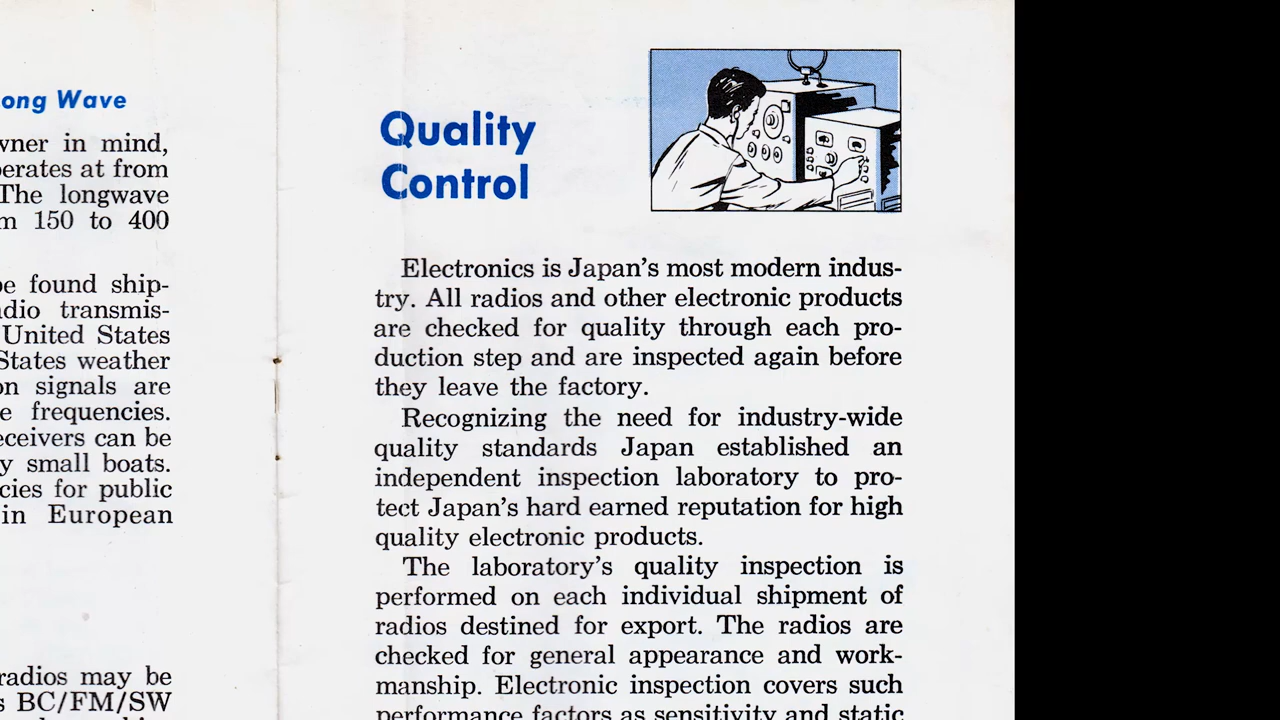 ong Wave
wner in mind,
perates at from
The longwave
m 150 to 400
be found ship-
adio transmis-
United States
States weather
on signals are
e frequencies.
eceivers can be
y small boats.
cies for public
in European
radios may be
s BC/FM/SW
Quality
Control
Electronics is Japan's most modern indus-
try. All radios and other electronic products
are checked for quality through each pro-
duction step and are inspected again before
they leave the factory.
Recognizing the need for industry-wide
quality standards Japan established an
independent inspection laboratory to pro-
tect Japan's hard earned reputation for high
quality electronic products.
The laboratory's quality inspection is
performed on each individual shipment of
radios destined for export. The radios are
checked for general appearance and work-
manship. Electronic inspection covers such
performance factors as sensitivity and static